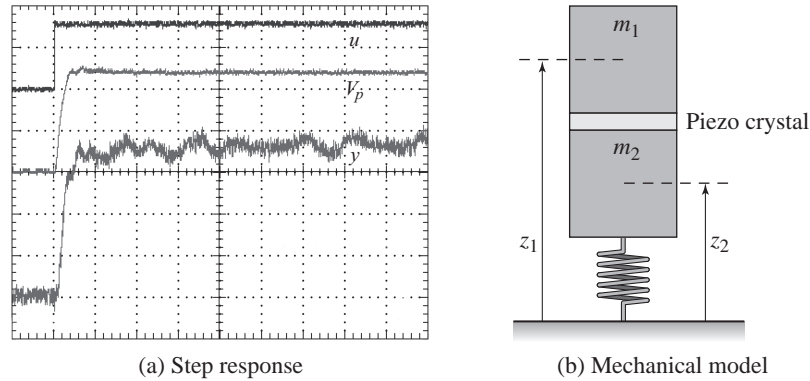 u
V_p
y
(a) Step response
m_1
Piezo crystal
m_2
z_1
z_2
(b) Mechanical model